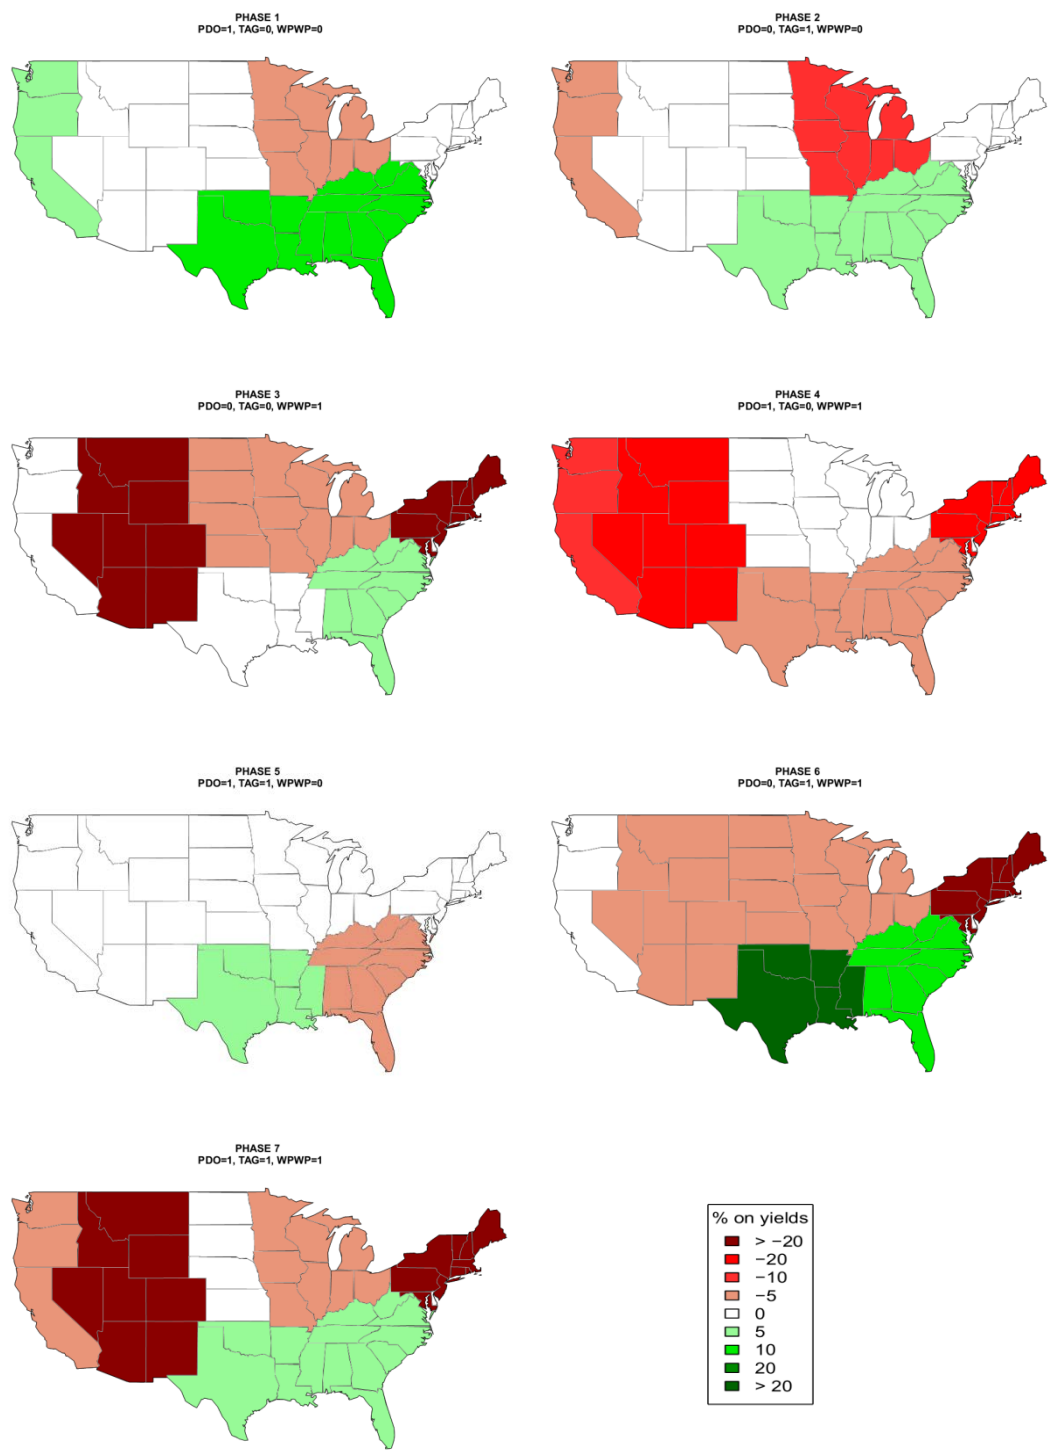 PHASE 1
PDO=1, TAG=0, WPWP=0
PHASE 2
PDO=0, TAG=1, WPWP=0
PHASE 3
PDO=0, TAG=0, WPWP=1
PHASE 4
PDO=1, TAG=0, WPWP=1
PHASE 5
PDO=1, TAG=1, WPWP=0
PHASE 6
PDO=0, TAG=1, WPWP=1
PHASE 7
PDO=1, TAG=1, WPWP=1
% on yields
> −20
−20
−10
−5
0
5
10
20
> 20